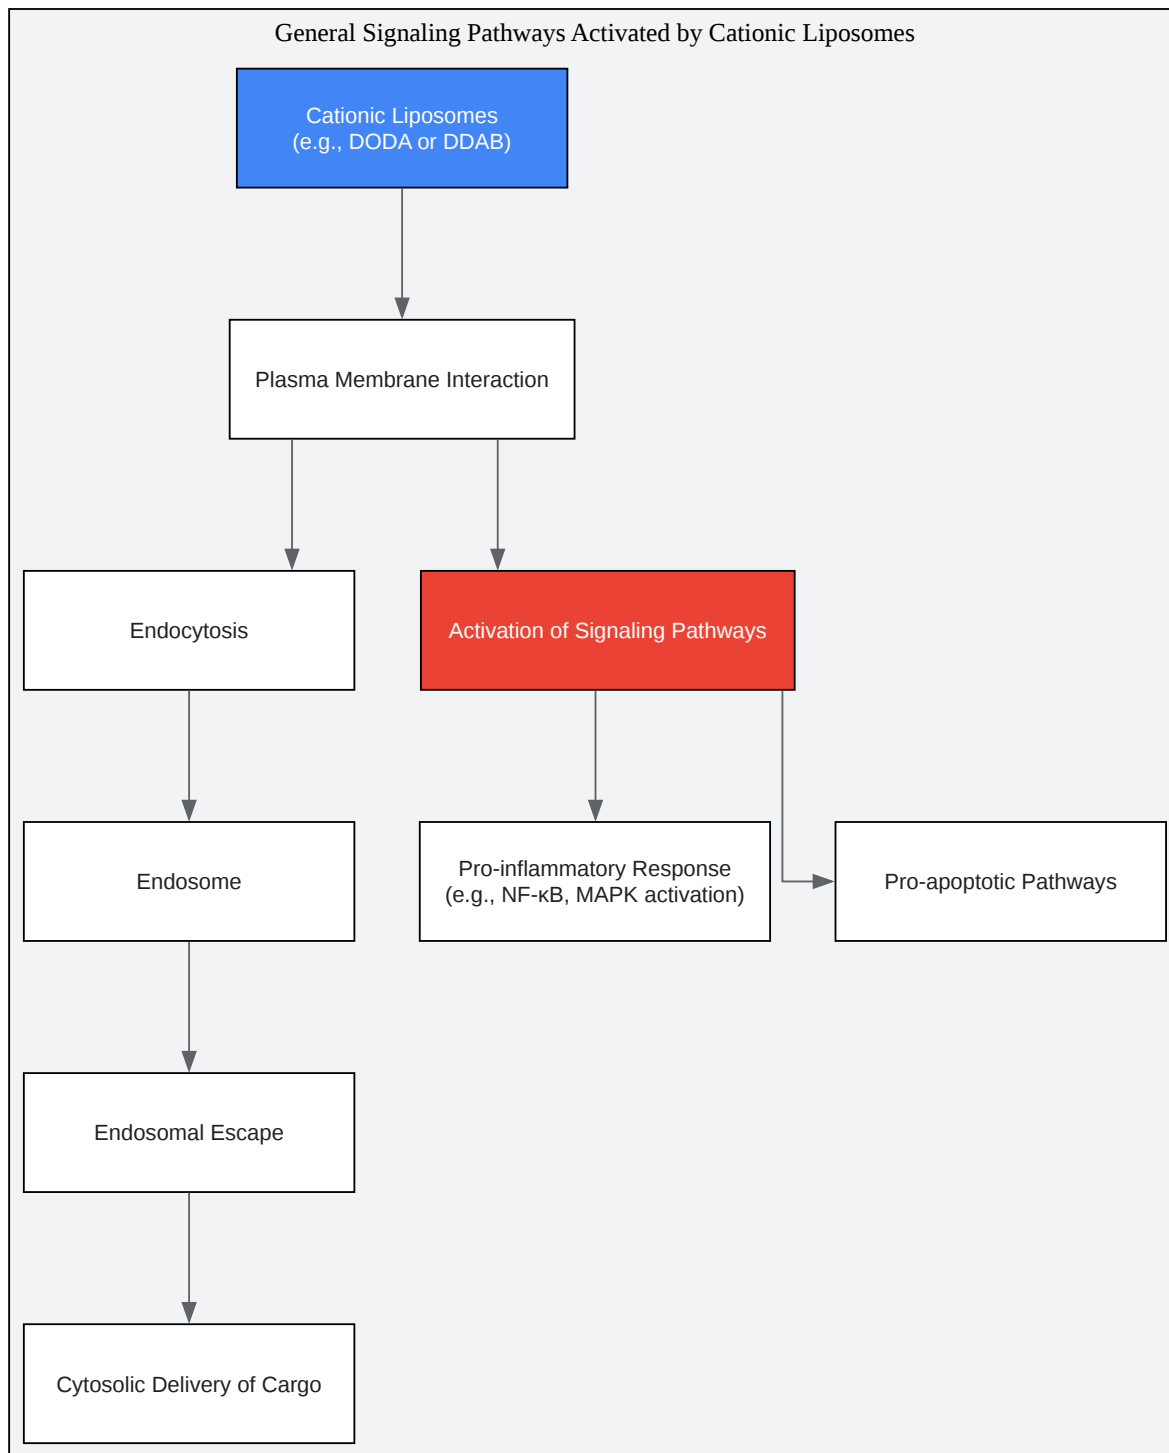 General Signaling Pathways Activated by Cationic Liposomes
Cationic Liposomes
(e.g., DODA or DDAB)
Plasma Membrane Interaction
Endocytosis
Activation of Signaling Pathways
Endosome
Pro-inflammatory Response
(e.g., NF-κB, MAPK activation)
Pro-apoptotic Pathways
Endosomal Escape
Cytosolic Delivery of Cargo